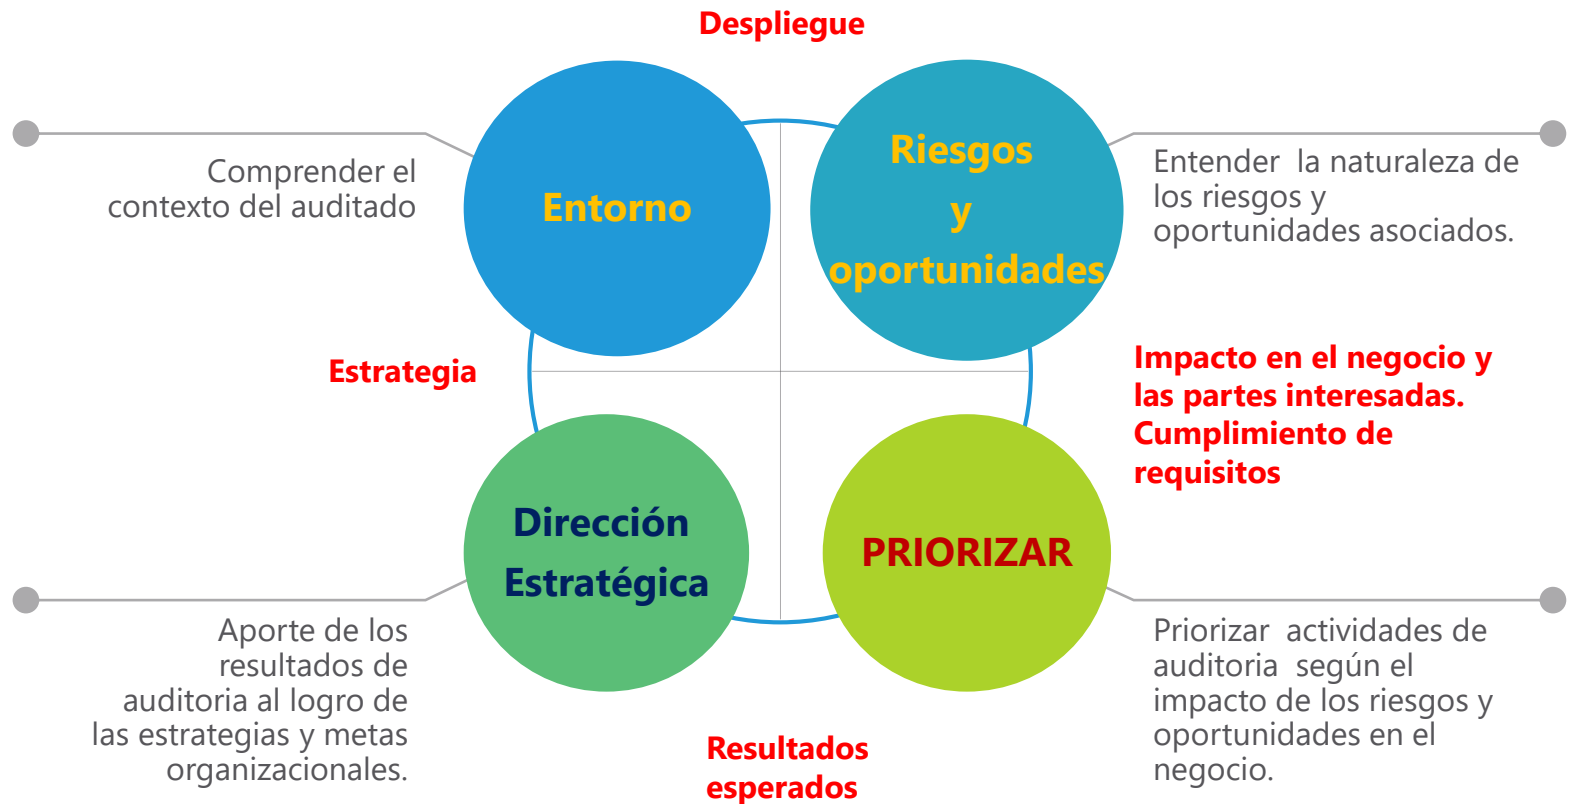 Despliegue
Entorno
Comprender el
contexto del auditado
Riesgos
y
oportunidades
Entender la naturaleza de
los riesgos y
oportunidades asociados.
Estrategia
Impacto en el negocio y
las partes interesadas.
Cumplimiento de
requisitos
Dirección
Estratégica
Aporte de los
resultados de
auditoria al logro de
las estrategias y metas
organizacionales.
PRIORIZAR
Priorizar actividades de
auditoria según el
impacto de los riesgos y
oportunidades en el
negocio.
Resultados
esperados